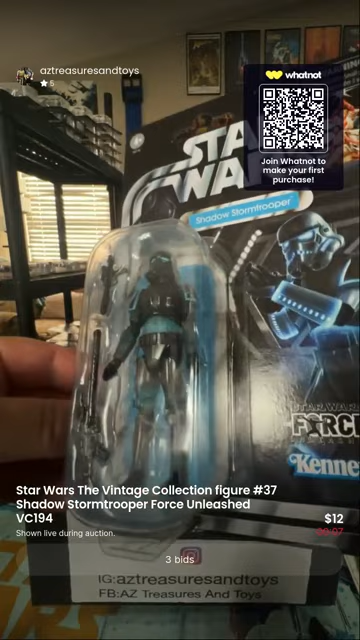 aztreasuresandtoys
★5
whatnot
Join Whatnot to
make your first
purchase!
STAR
WARS
Shadow Stormtrooper
STAR WARS
FORCE
Kenner
Star Wars The Vintage Collection figure #37
Shadow Stormtrooper Force Unleashed
VC194
$12
Shown live during auction.
3 bids
IG:aztreasuresandtoys
FB:AZ Treasures And Toys